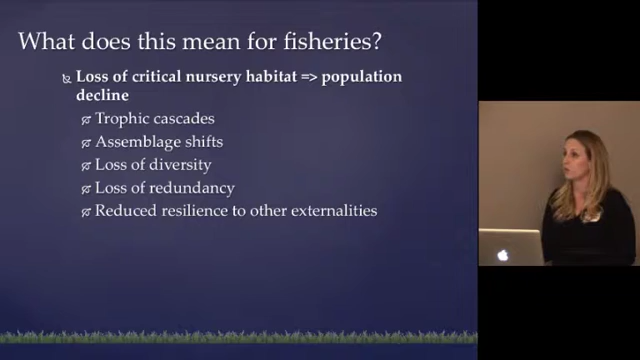 What does this mean for fisheries?
Loss of critical nursery habitat => population
decline
Trophic cascades
Assemblage shifts
Loss of diversity
Loss of redundancy
Reduced resilience to other externalities